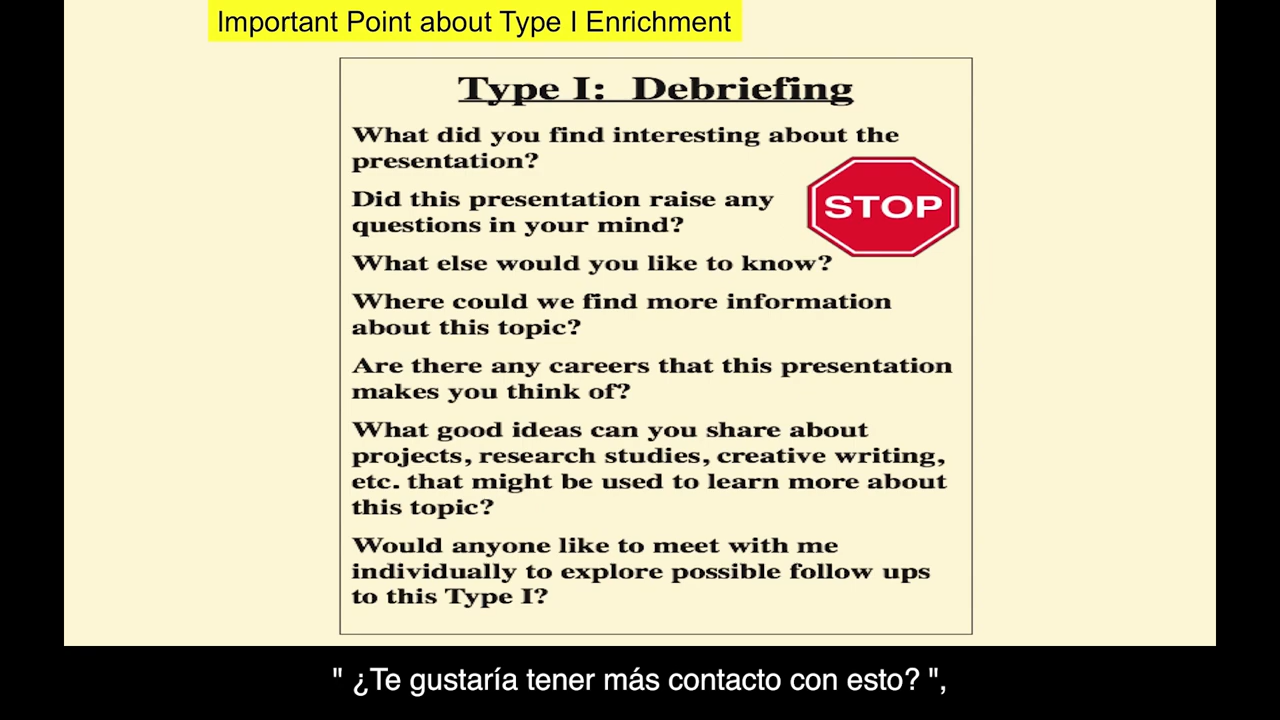 Important Point about Type I Enrichment
Type I: Debriefing
What did you find interesting about the
presentation?
Did this presentation raise any
questions in your mind?
STOP
What else would you like to know?
Where could we find more information
about this topic?
Are there any careers that this presentation
makes you think of?
What good ideas can you share about
projects, research studies, creative writing,
etc. that might be used to learn more about
this topic?
Would anyone like to meet with me
individually to explore possible follow ups
to this Type I?
" ¿Te gustaría tener más contacto con esto? ",